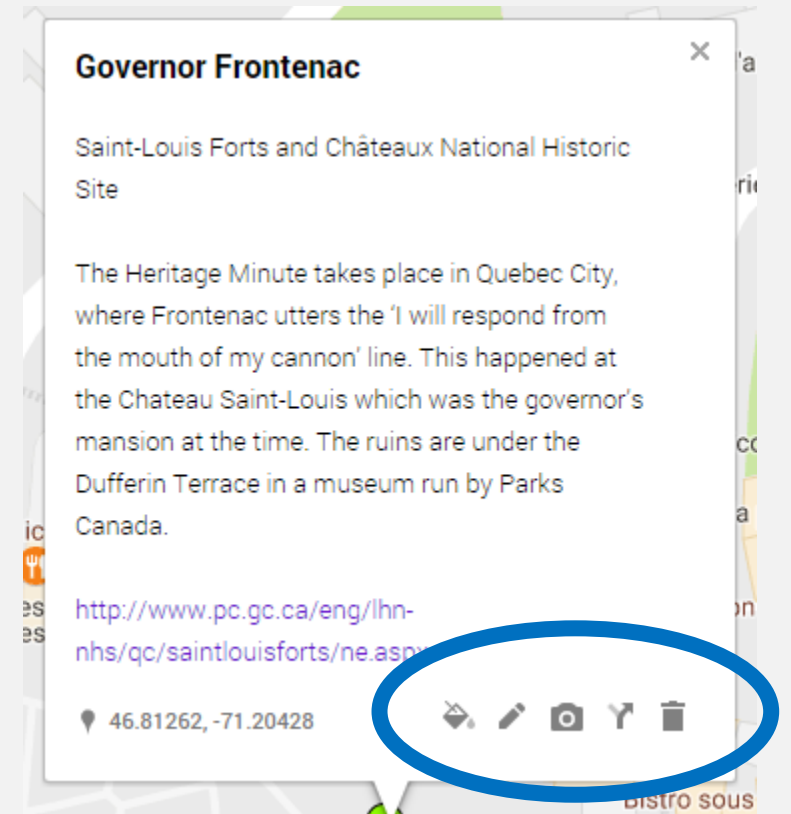 Governor Frontenac
Saint-Louis Forts and Châteaux National Historic
Site
The Heritage Minute takes place in Quebec City,
where Frontenac utters the ‘I will respond from
the mouth of my cannon’ line. This happened at
the Chateau Saint-Louis which was the governor's
mansion at the time. The ruins are under the
Dufferin Terrace in a museum run by Parks
Canada.
http://www.pc.gc.ca/eng/lhn-
nhs/qc/saintlouisforts/ne.aspx
46.81262, -71.20428
Bistro sous